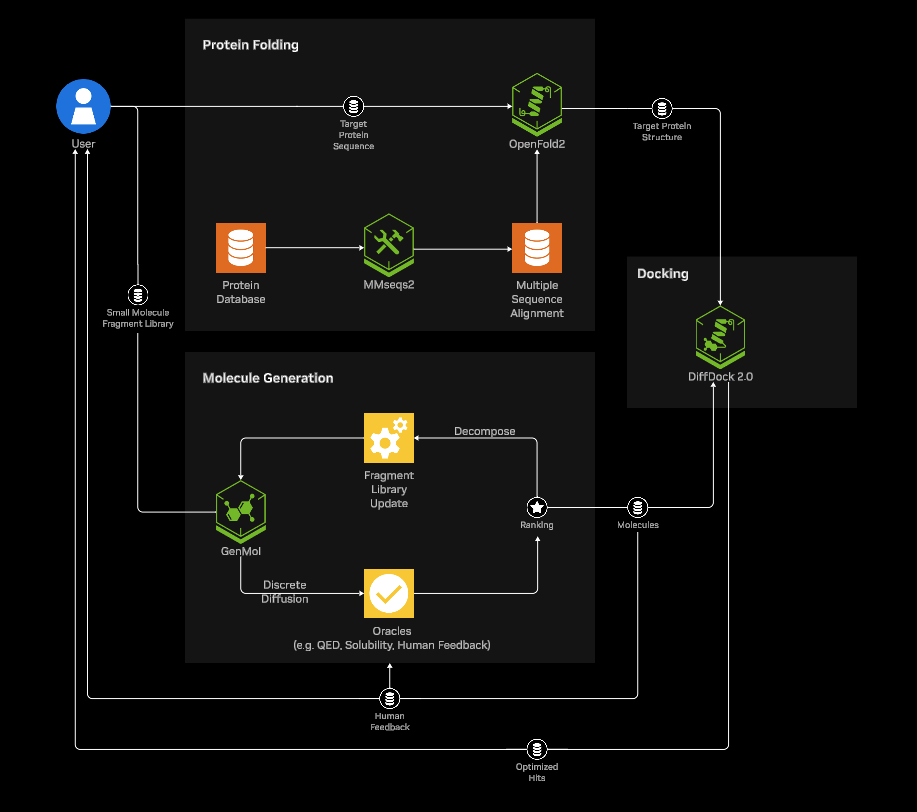 Protein Folding
User
Target
Protein
Sequence
OpenFold2
Target Protein
Structure
Protein
Database
MMseqs2
Multiple
Sequence
Alignment
Docking
Small Molecule
Fragment Library
DiffDock 2.0
Molecule Generation
Decompose
Fragment
Library
Update
Ranking
Molecules
GenMol
Discrete
Diffusion
Oracles
(e.g. QED, Solubility, Human Feedback)
Human
Feedback
Optimized
Hits